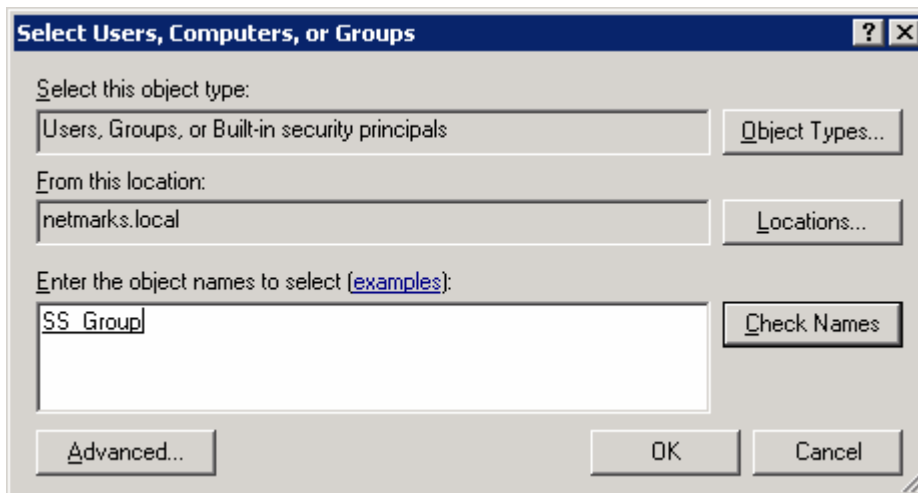 Select Users, Computers, or Groups
Select this object type:
Users, Groups, or Built-in security principals
Object Types...
From this location:
netmarks.local
Locations...
Enter the object names to select (examples):
SS_Group
Check Names
Advanced...
OK
Cancel